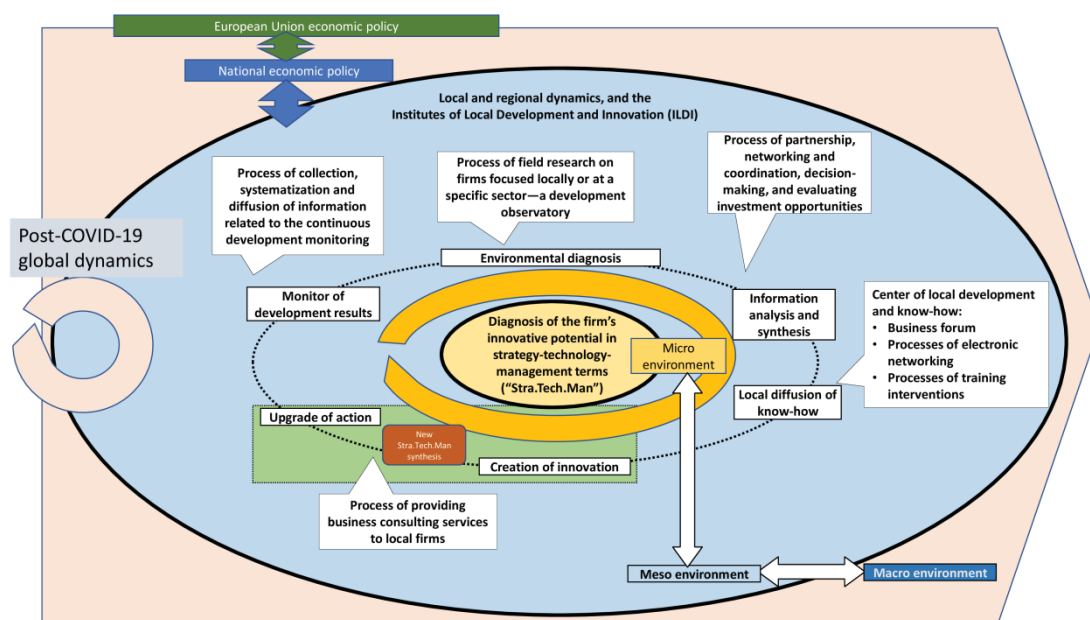 European Union economic policy
National economic policy
Local and regional dynamics, and the
Institutes of Local Development and Innovation (ILDI)
Process of collection,
systematization and
diffusion of information
related to the continuous
development monitoring
Process of field research on
firms focused locally or at a
specific sector—a development
observatory
Process of partnership,
networking and
coordination, decision-
making, and evaluating
investment opportunities
Post-COVID-19
global dynamics
Environmental diagnosis
Monitor of
development results
Information
analysis and
synthesis
Center of local development
and know-how:
• Business forum
• Processes of electronic
networking
• Processes of training
interventions
Diagnosis of the firm's
innovative potential in
strategy-technology-
management terms
("Stra.Tech.Man")
Micro
environment
Local diffusion of
know-how
Upgrade of action
New
Stra.Tech.Man
synthesis
Creation of innovation
Process of providing
business consulting services
to local firms
Meso environment
Macro environment